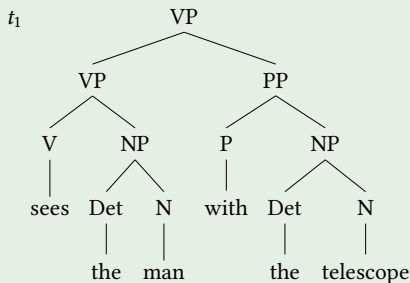 t1 VP
VP PP
V NP P NP
sees Det N with Det N
the man the telescope